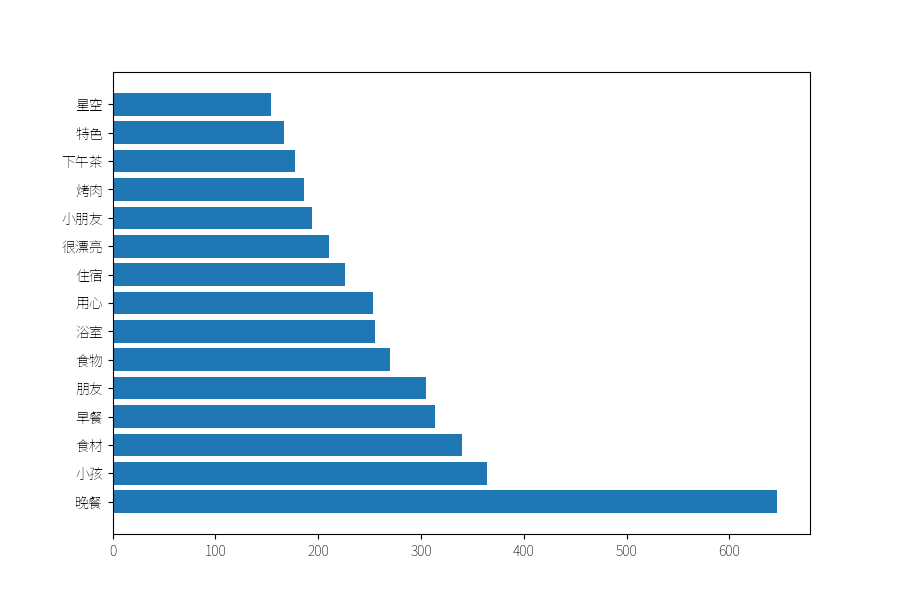 星空
特色
下午茶
烤肉
小朋友
很漂亮
住宿
用心
浴室
食物
朋友
早餐
食材
小孩
晚餐
0 100 200 300 400 500 600